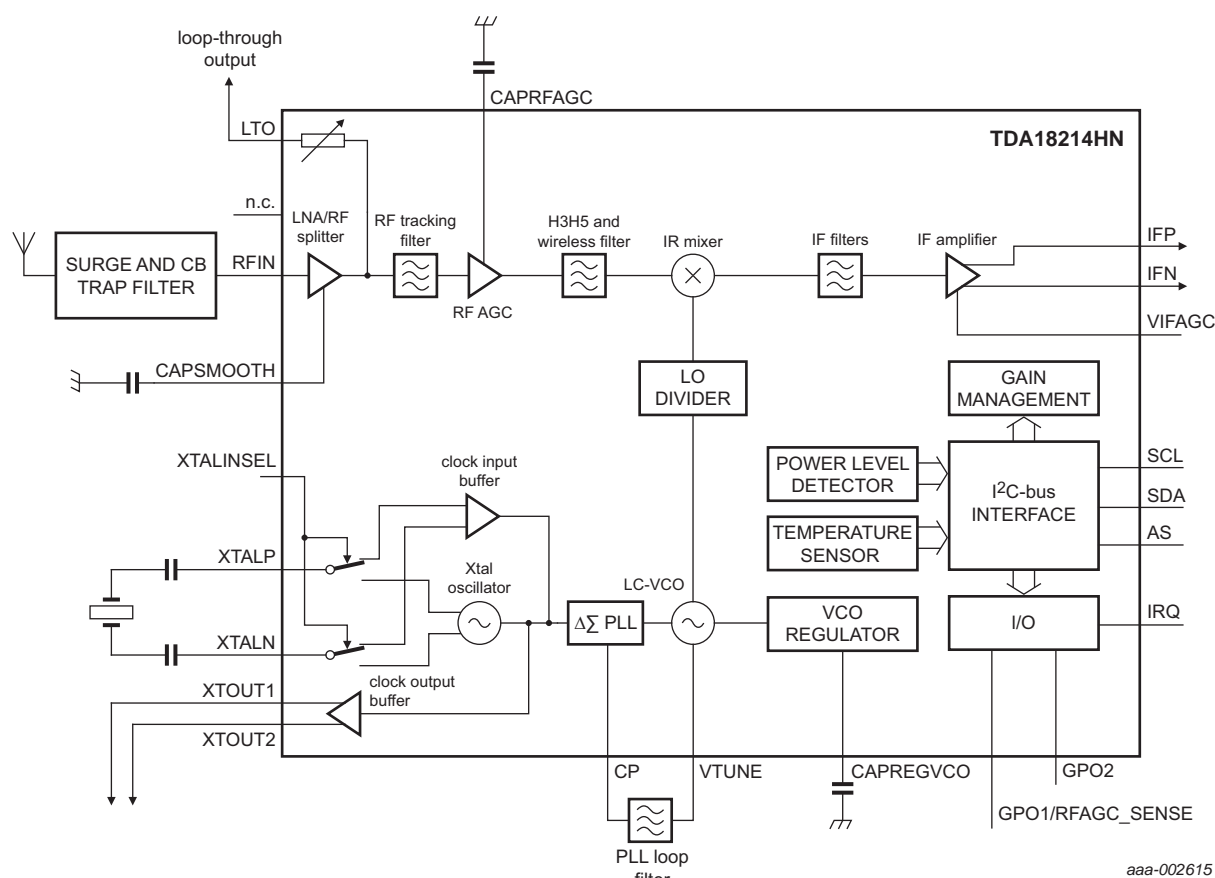 loop-through
output
CAPRFAGC
LTO
TDA18214HN
n.c.
LNA/RF
splitter
RF tracking
filter
H3H5 and
wireless filter
IR mixer
IF filters
IF amplifier
IFP
SURGE AND CB
TRAP FILTER
RFIN
IFN
RF AGC
VIFAGC
CAPSMOOTH
LO
DIVIDER
GAIN
MANAGEMENT
XTALINSEL
clock input
buffer
POWER LEVEL
DETECTOR
I2C-bus
INTERFACE
SCL
SDA
TEMPERATURE
SENSOR
AS
XTALP
Xtal
oscillator
LC-VCO
ΔΣ PLL
VCO
REGULATOR
I/O
IRQ
XTALN
XTOUT1
clock output
buffer
XTOUT2
CP
VTUNE
CAPREGVCO
GPO2
GPO1/RFAGC_SENSE
PLL loop
aaa-002615